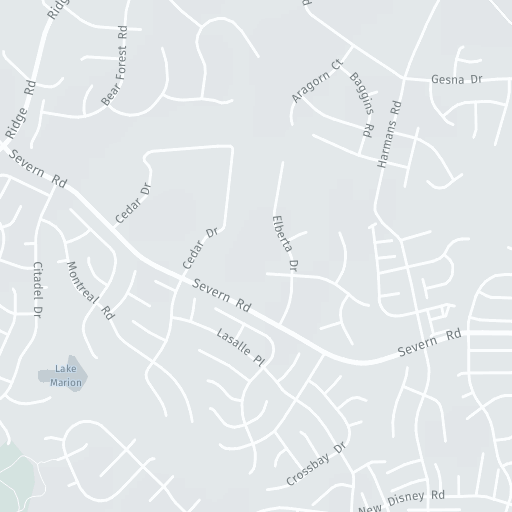 Ridge
Rd
Bear Forest Rd
Ridge Rd
Aragorn Ct
Baggins Rd
Gesna Dr
Harmans Rd
Severn Rd
Cedar Dr
Cedar Dr
Elberta Dr
Citadel Dr
Montreal Rd
Severn Rd
Lasalle Pl
Severn Rd
Lake
Marion
Crossbay Dr
New Disney Rd